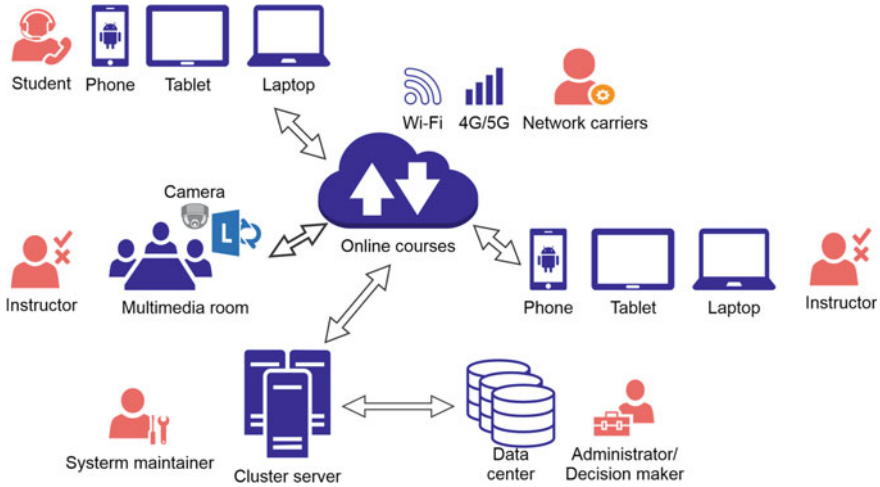 Student Phone Tablet Laptop
Wi-Fi 4G/5G Network carriers
Camera
L
Online courses
Instructor Multimedia room Phone Tablet Laptop Instructor
Systerm maintainer Cluster server Data
center Administrator/
Decision maker